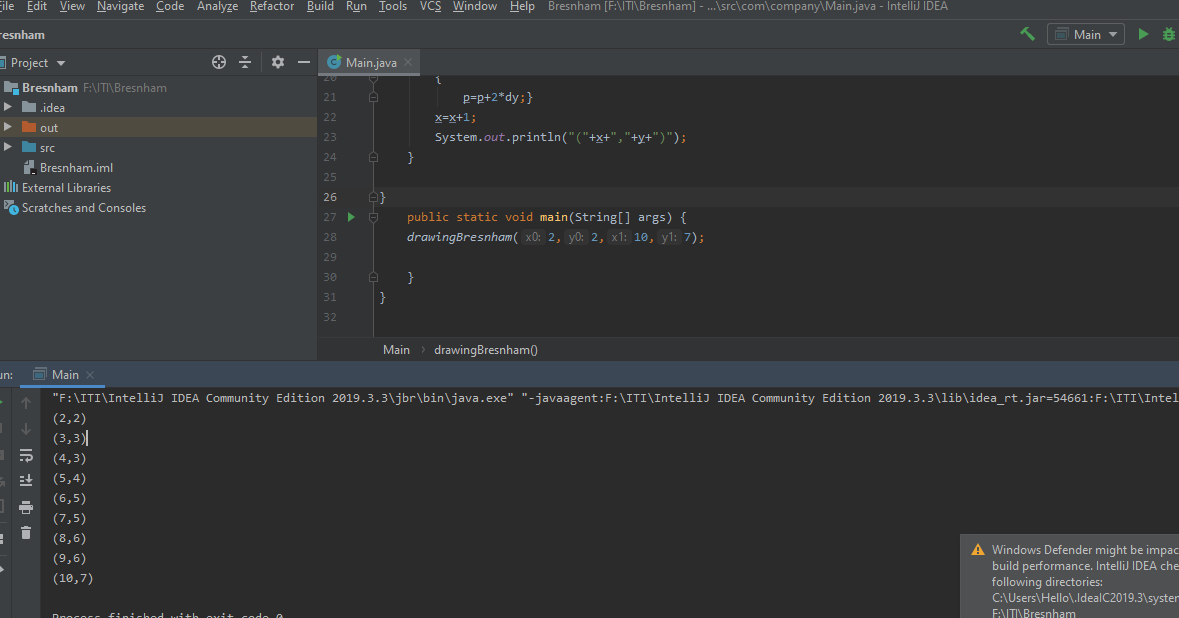 File Edit View Navigate Code Analyze Refactor Build Run Tools VCS Window Help Bresnham [F:\ITI\Bresnham] - ...\src\com\company\Main.java - IntelliJ IDEA
resnham
Main
Project
Main.java
Bresnham F:\ITI\Bresnham
.idea
out
src
Bresnham.iml
External Libraries
Scratches and Consoles
20 {
21 p=p+2*dy;}
22 x=x+1;
23 System.out.println("("+x+","+y+")");
24 }
25
26 }
27 public static void main(String[] args) {
28 drawingBresnham( x0: 2, y0: 2, x1: 10, y1: 7);
29
30 }
31 }
32
Main > drawingBresnham()
un: Main
"F:\ITI\IntelliJ IDEA Community Edition 2019.3.3\jbr\bin\java.exe" "-javaagent:F:\ITI\IntelliJ IDEA Community Edition 2019.3.3\lib\idea_rt.jar=54661:F:\ITI\Intel
(2,2)
(3,3)
(4,3)
(5,4)
(6,5)
(7,5)
(8,6)
(9,6)
(10,7)
Process finished with exit code 0
Windows Defender might be impac
build performance. IntelliJ IDEA che
following directories:
C:\Users\Hello\.IdealC2019.3\system
F:\ITI\Bresnham